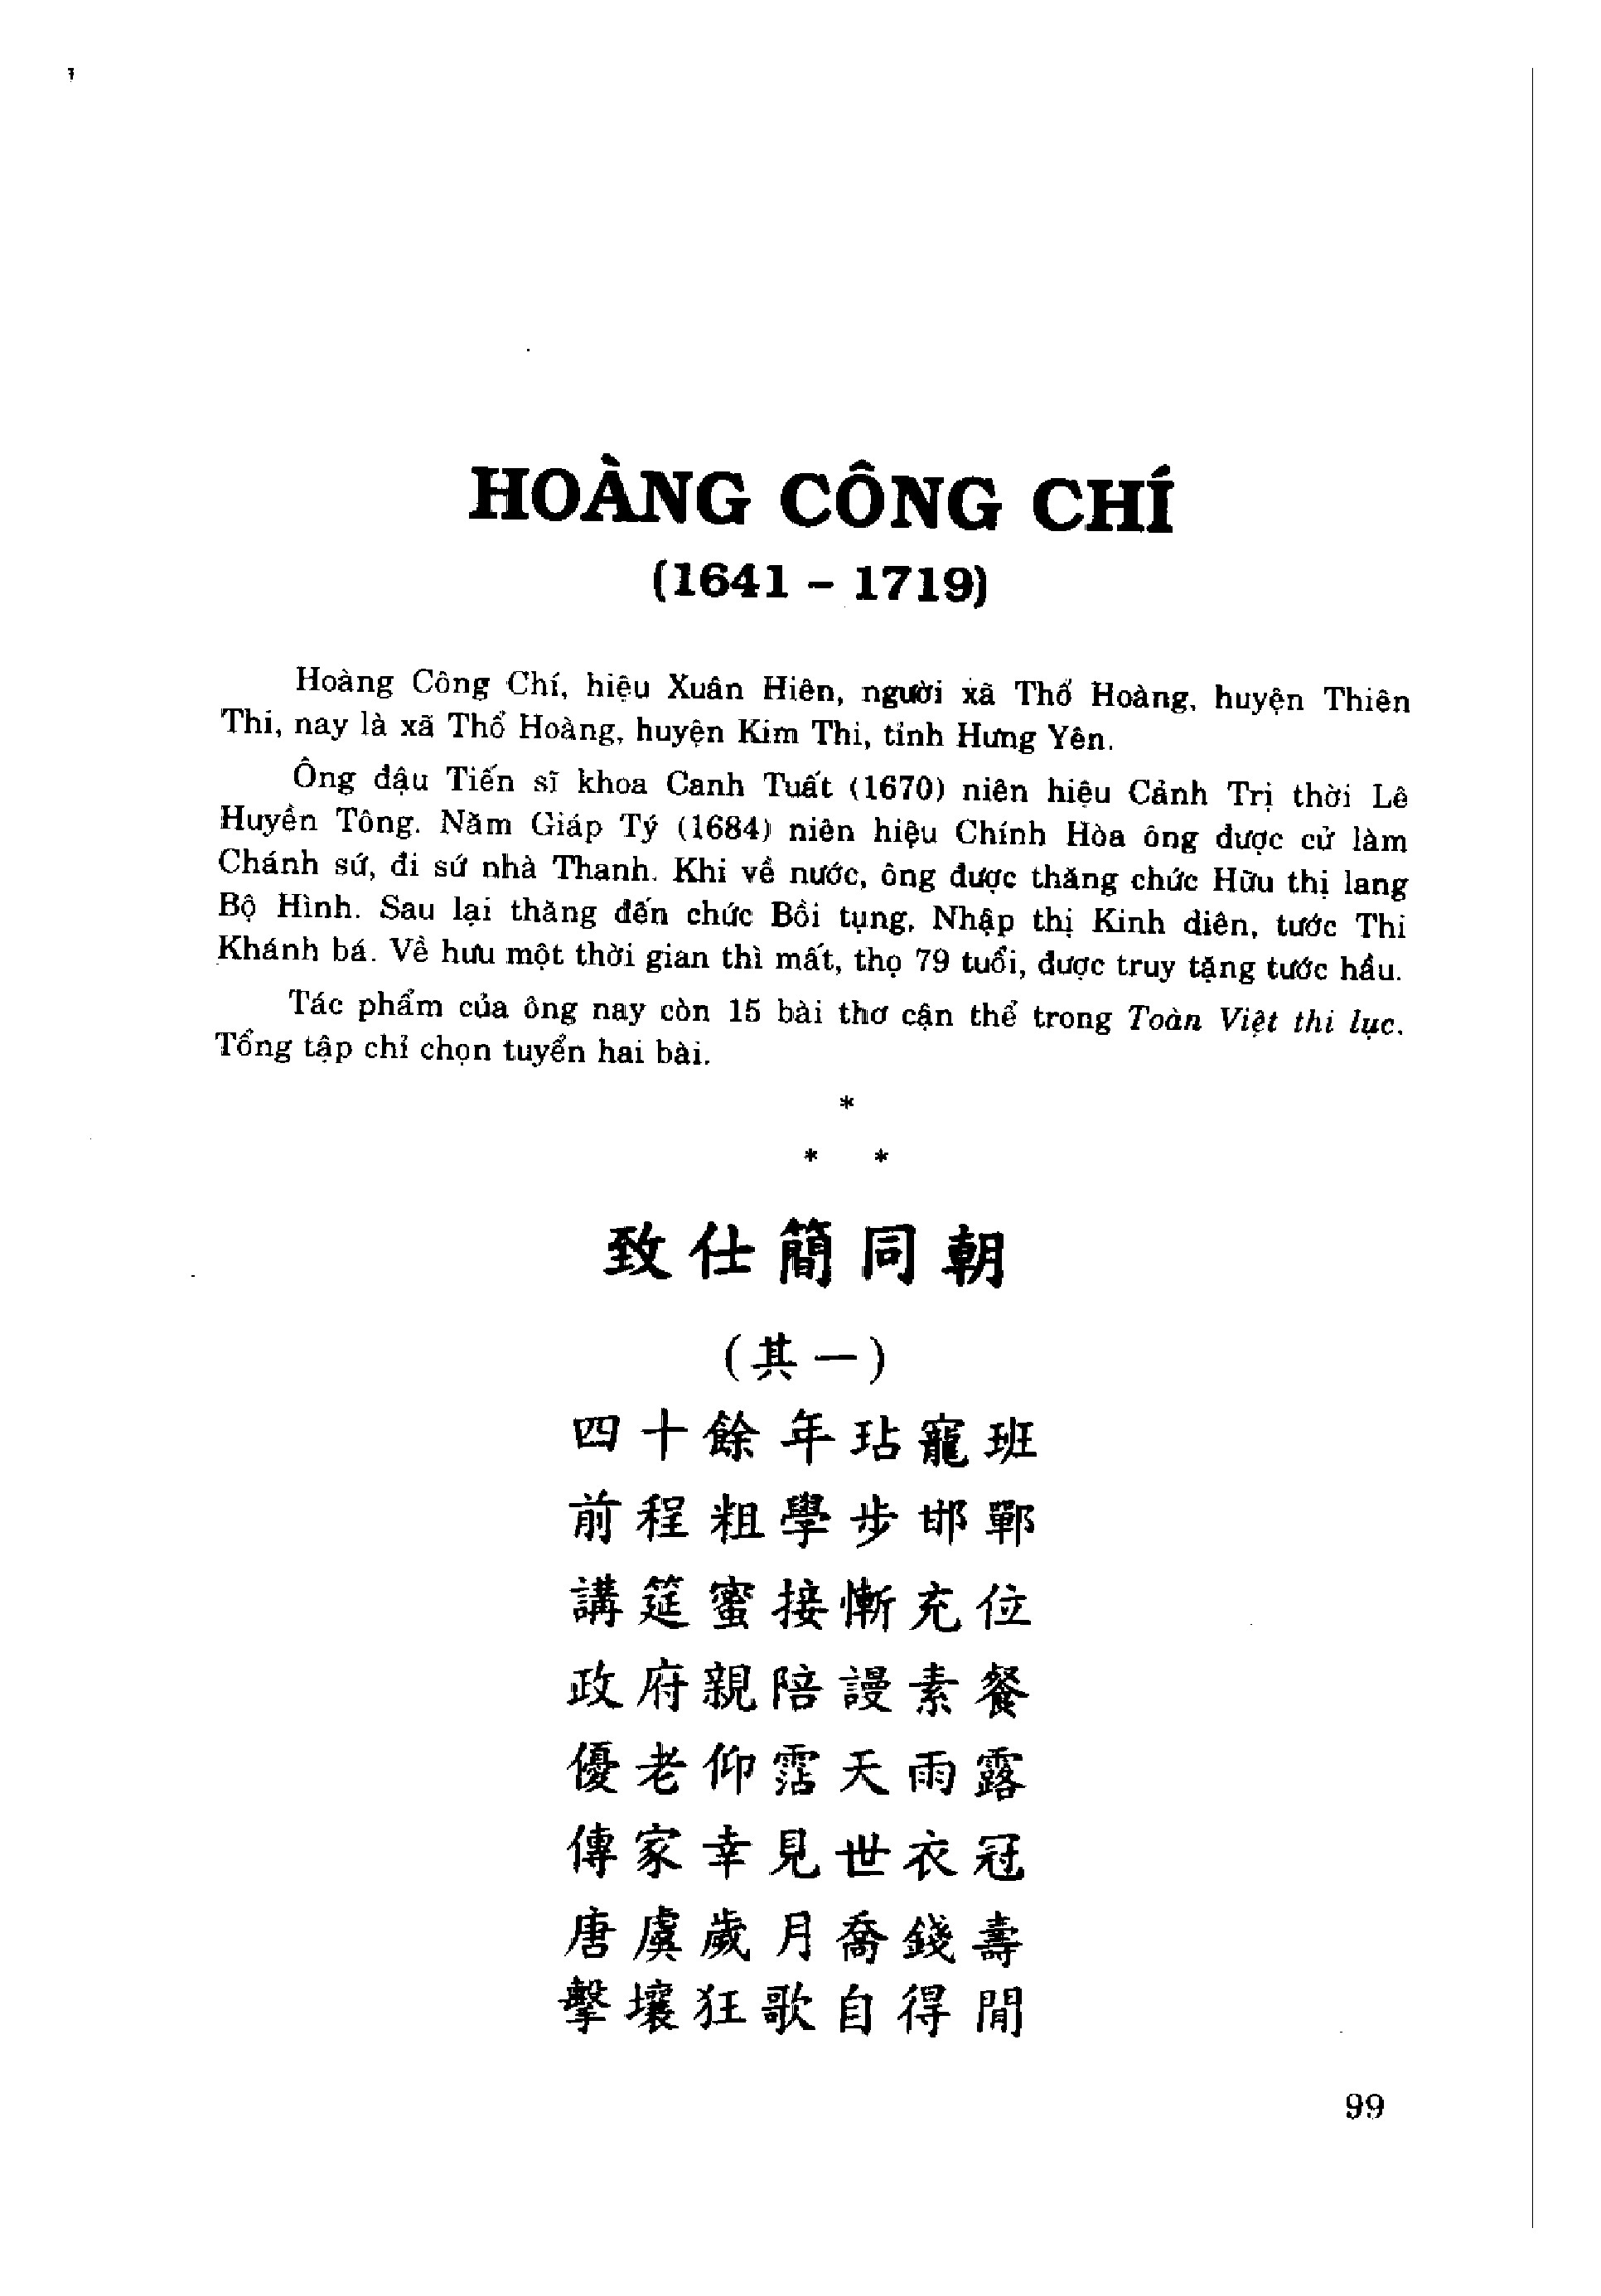 HOÀNG CÔNG CHÍ
(1641 – 1719)
Hoàng Công Chí, hiệu Xuân Hiên, người xã Thổ Hoàng, huyện Thiên
Thi, nay là xã Thổ Hoàng, huyện Kim Thi, tỉnh Hưng Yên.
Ông đậu Tiến sĩ khoa Canh Tuất (1670) niên hiệu Cảnh Trị thời Lê
Huyền Tông. Năm Giáp Tý (1684) niên hiệu Chính Hòa ông được cử làm
Chánh sứ, đi sứ nhà Thanh. Khi về nước, ông được thăng chức Hữu thị lang
Bộ Hình. Sau lại thăng đến chức Bồi tụng, Nhập thị Kinh diên, tước Thi
Khánh bá. Về hưu một thời gian thì mất, thọ 79 tuổi, được truy tặng tước hầu.
Tác phẩm của ông nay còn 15 bài thơ cận thể trong Toàn Việt thi lục.
Tổng tập chỉ chọn tuyển hai bài.
*
* *
致仕簡同朝
(其一)
四十餘年玷寵班
前程粗學步邯鄲
講筵蜜接慚充位
政府親陪謾素餐
優老仰霑天雨露
傳家幸見世衣冠
唐虞歲月喬錢壽
擊壤狂歌自得閒
99